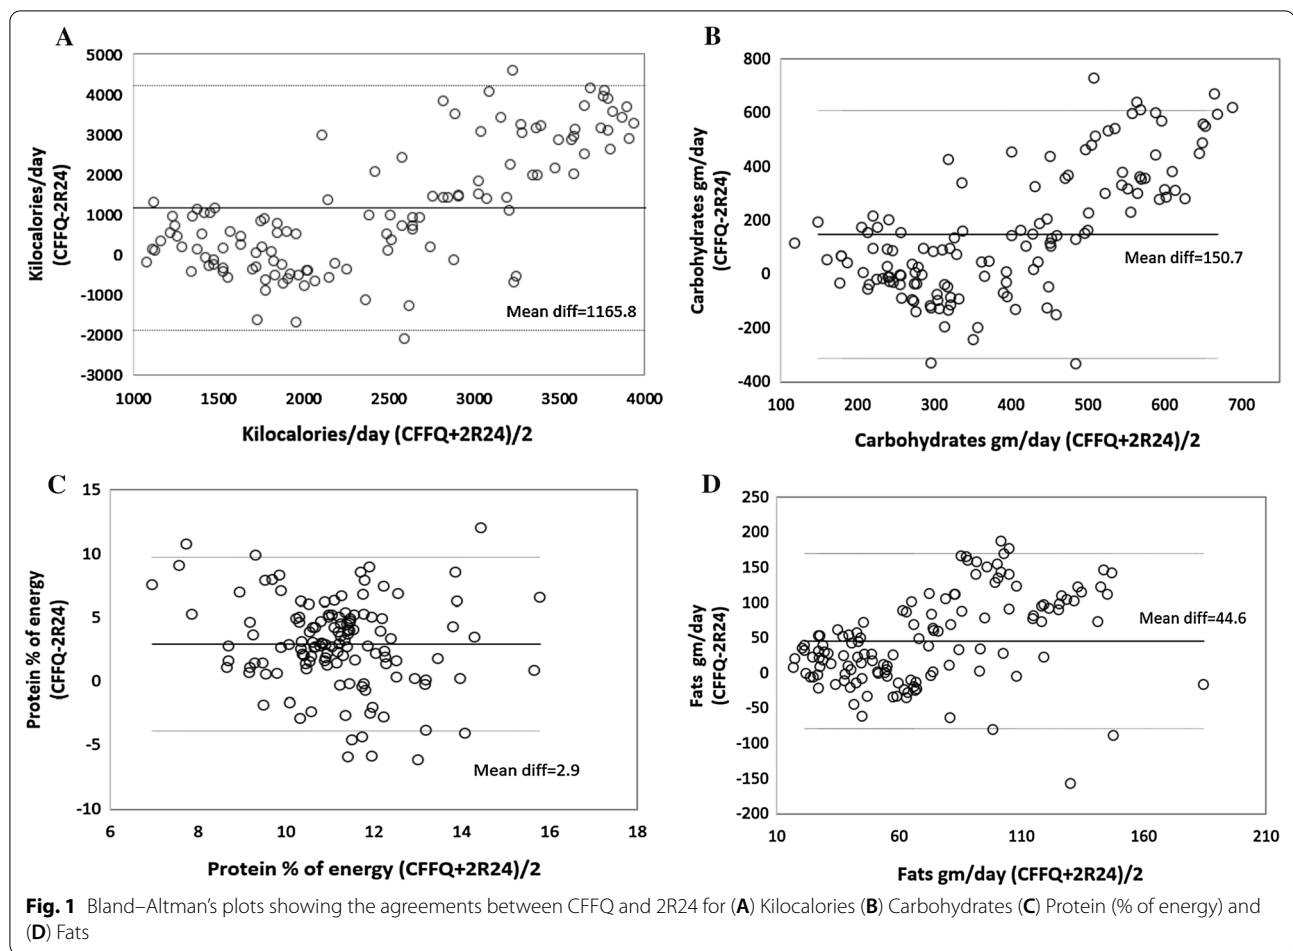 A
5000
4000
3000
2000
1000
0
-1000
-2000
-3000
Kilocalories/day
(CFFQ-2R24)
Mean diff=1165.8
1000 1500 2000 2500 3000 3500 4000
Kilocalories/day (CFFQ+2R24)/2
B
800
600
400
200
0
-200
-400
Carbohydrates gm/day
(CFFQ-2R24)
Mean diff=150.7
100 200 300 400 500 600 700
Carbohydrates gm/day (CFFQ+2R24)/2
C
15
10
5
0
-5
-10
Protein % of energy
(CFFQ-2R24)
Mean diff=2.9
6 8 10 12 14 16 18
Protein % of energy (CFFQ+2R24)/2
D
250
200
150
100
50
0
-50
-100
-150
-200
Fats gm/day
(CFFQ-2R24)
Mean diff=44.6
10 60 110 160 210
Fats gm/day (CFFQ+2R24)/2
Fig. 1 Bland–Altman's plots showing the agreements between CFFQ and 2R24 for (A) Kilocalories (B) Carbohydrates (C) Protein (% of energy) and
(D) Fats